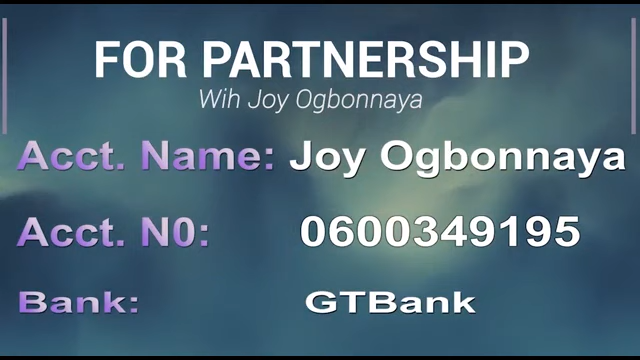 FOR PARTNERSHIP
Wih Joy Ogbonnaya
Acct. Name: Joy Ogbonnaya
Acct. N0: 0600349195
Bank: GTBank